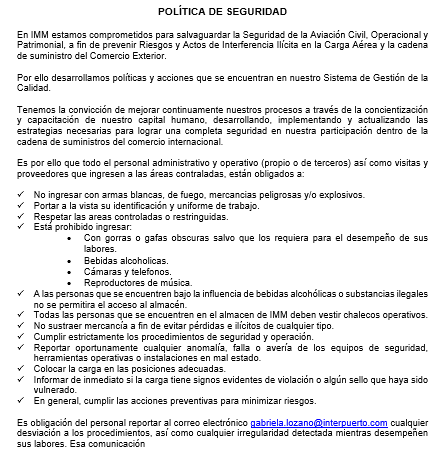 POLÍTICA DE SEGURIDAD
En IMM estamos comprometidos para salvaguardar la Seguridad de la Aviación Civil, Operacional y
Patrimonial, a fin de prevenir Riesgos y Actos de Interferencia Ilícita en la Carga Aérea y la cadena
de suministro del Comercio Exterior.
Por ello desarrollamos políticas y acciones que se encuentran en nuestro Sistema de Gestión de la
Calidad.
Tenemos la convicción de mejorar continuamente nuestros procesos a través de la concientización
y capacitación de nuestro capital humano, desarrollando, implementando y actualizando las
estrategias necesarias para lograr una completa seguridad en nuestra participación dentro de la
cadena de suministros del comercio internacional.
Es por ello que todo el personal administrativo y operativo (propio o de terceros) así como visitas y
proveedores que ingresen a las áreas contraladas, están obligados a:
✓ No ingresar con armas blancas, de fuego, mercancias peligrosas y/o explosivos.
✓ Portar a la vista su identificación y uniforme de trabajo.
✓ Respetar las areas controladas o restringuidas.
✓ Está prohibido ingresar:
• Con gorras o gafas obscuras salvo que los requiera para el desempeño de sus
labores.
• Bebidas alcoholicas.
• Cámaras y telefonos.
• Reproductores de música.
✓ A las personas que se encuentren bajo la influencia de bebidas alcohólicas o substancias ilegales
no se permitira el acceso al almacén.
✓ Todas las personas que se encuentren en el almacen de IMM deben vestir chalecos operativos.
✓ No sustraer mercancía a fin de evitar pérdidas e ilícitos de cualquier tipo.
✓ Cumplir estrictamente los procedimientos de seguridad y operación.
✓ Reportar oportunamente cualquier anomalía, falla o avería de los equipos de seguridad,
herramientas operativas o instalaciones en mal estado.
✓ Colocar la carga en las posiciones adecuadas.
✓ Informar de inmediato si la carga tiene signos evidentes de violación o algún sello que haya sido
vulnerado.
✓ En general, cumplir las acciones preventivas para minimizar riesgos.
Es obligación del personal reportar al correo electrónico gabriela.lozano@interpuerto.com cualquier
desviación a los procedimientos, así como cualquier irregularidad detectada mientras desempeñen
sus labores. Esa comunicación